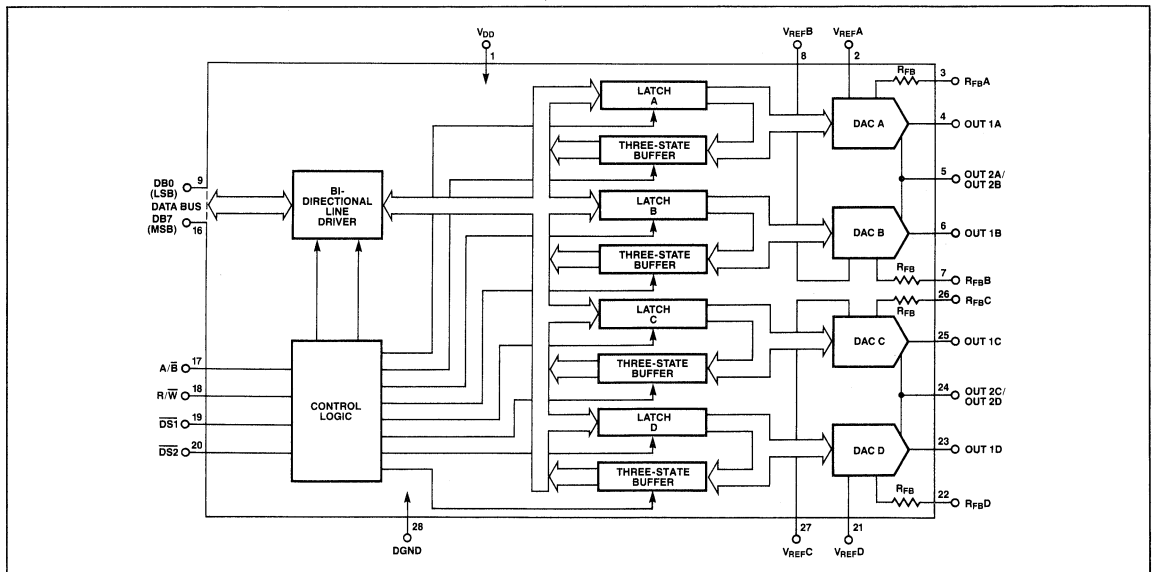 VDD
1
VREFB
8
VREFA
2
RFB
3
RFBA
LATCH
A
DAC A
4
OUT 1A
THREE-STATE
BUFFER
5
OUT 2A/
OUT 2B
DB0
(LSB)
9
DATA BUS
DB7
(MSB)
16
BI-
DIRECTIONAL
LINE
DRIVER
LATCH
B
DAC B
6
OUT 1B
THREE-STATE
BUFFER
RFB
7
RFBB
26
RFBC
RFB
LATCH
C
DAC C
25
OUT 1C
THREE-STATE
BUFFER
24
OUT 2C/
OUT 2D
A/B̅
17
R/W̅
18
D̅S̅1̅
19
D̅S̅2̅
20
CONTROL
LOGIC
LATCH
D
DAC D
23
OUT 1D
THREE-STATE
BUFFER
RFB
22
RFBD
28
DGND
27
VREFC
21
VREFD